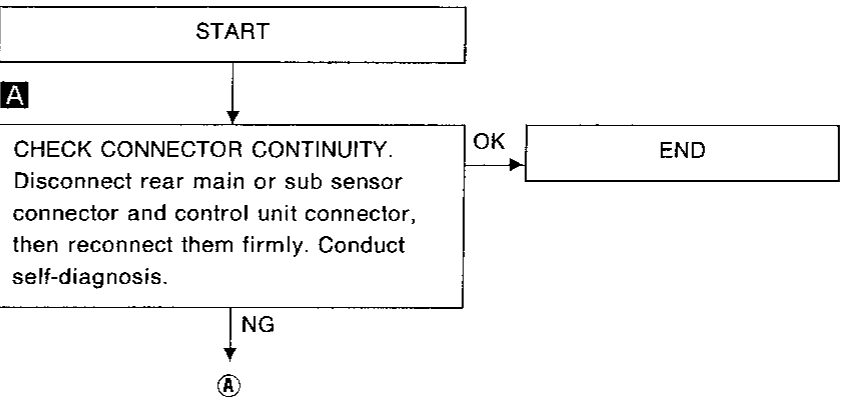 START
A
CHECK CONNECTOR CONTINUITY.
Disconnect rear main or sub sensor
connector and control unit connector,
then reconnect them firmly. Conduct
self-diagnosis.
OK
END
NG
Ⓐ